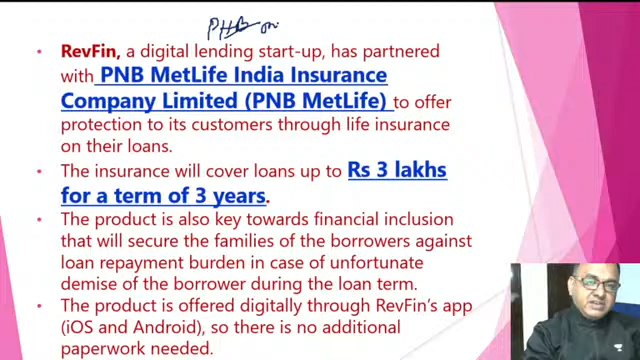 RevFin, a digital lending start-up, has partnered
with PNB MetLife India Insurance
Company Limited (PNB MetLife) to offer
protection to its customers through life insurance
on their loans.
The insurance will cover loans up to Rs 3 lakhs
for a term of 3 years.
The product is also key towards financial inclusion
that will secure the families of the borrowers against
loan repayment burden in case of unfortunate
demise of the borrower during the loan term.
The product is offered digitally through RevFin's app
(iOS and Android), so there is no additional
paperwork needed.